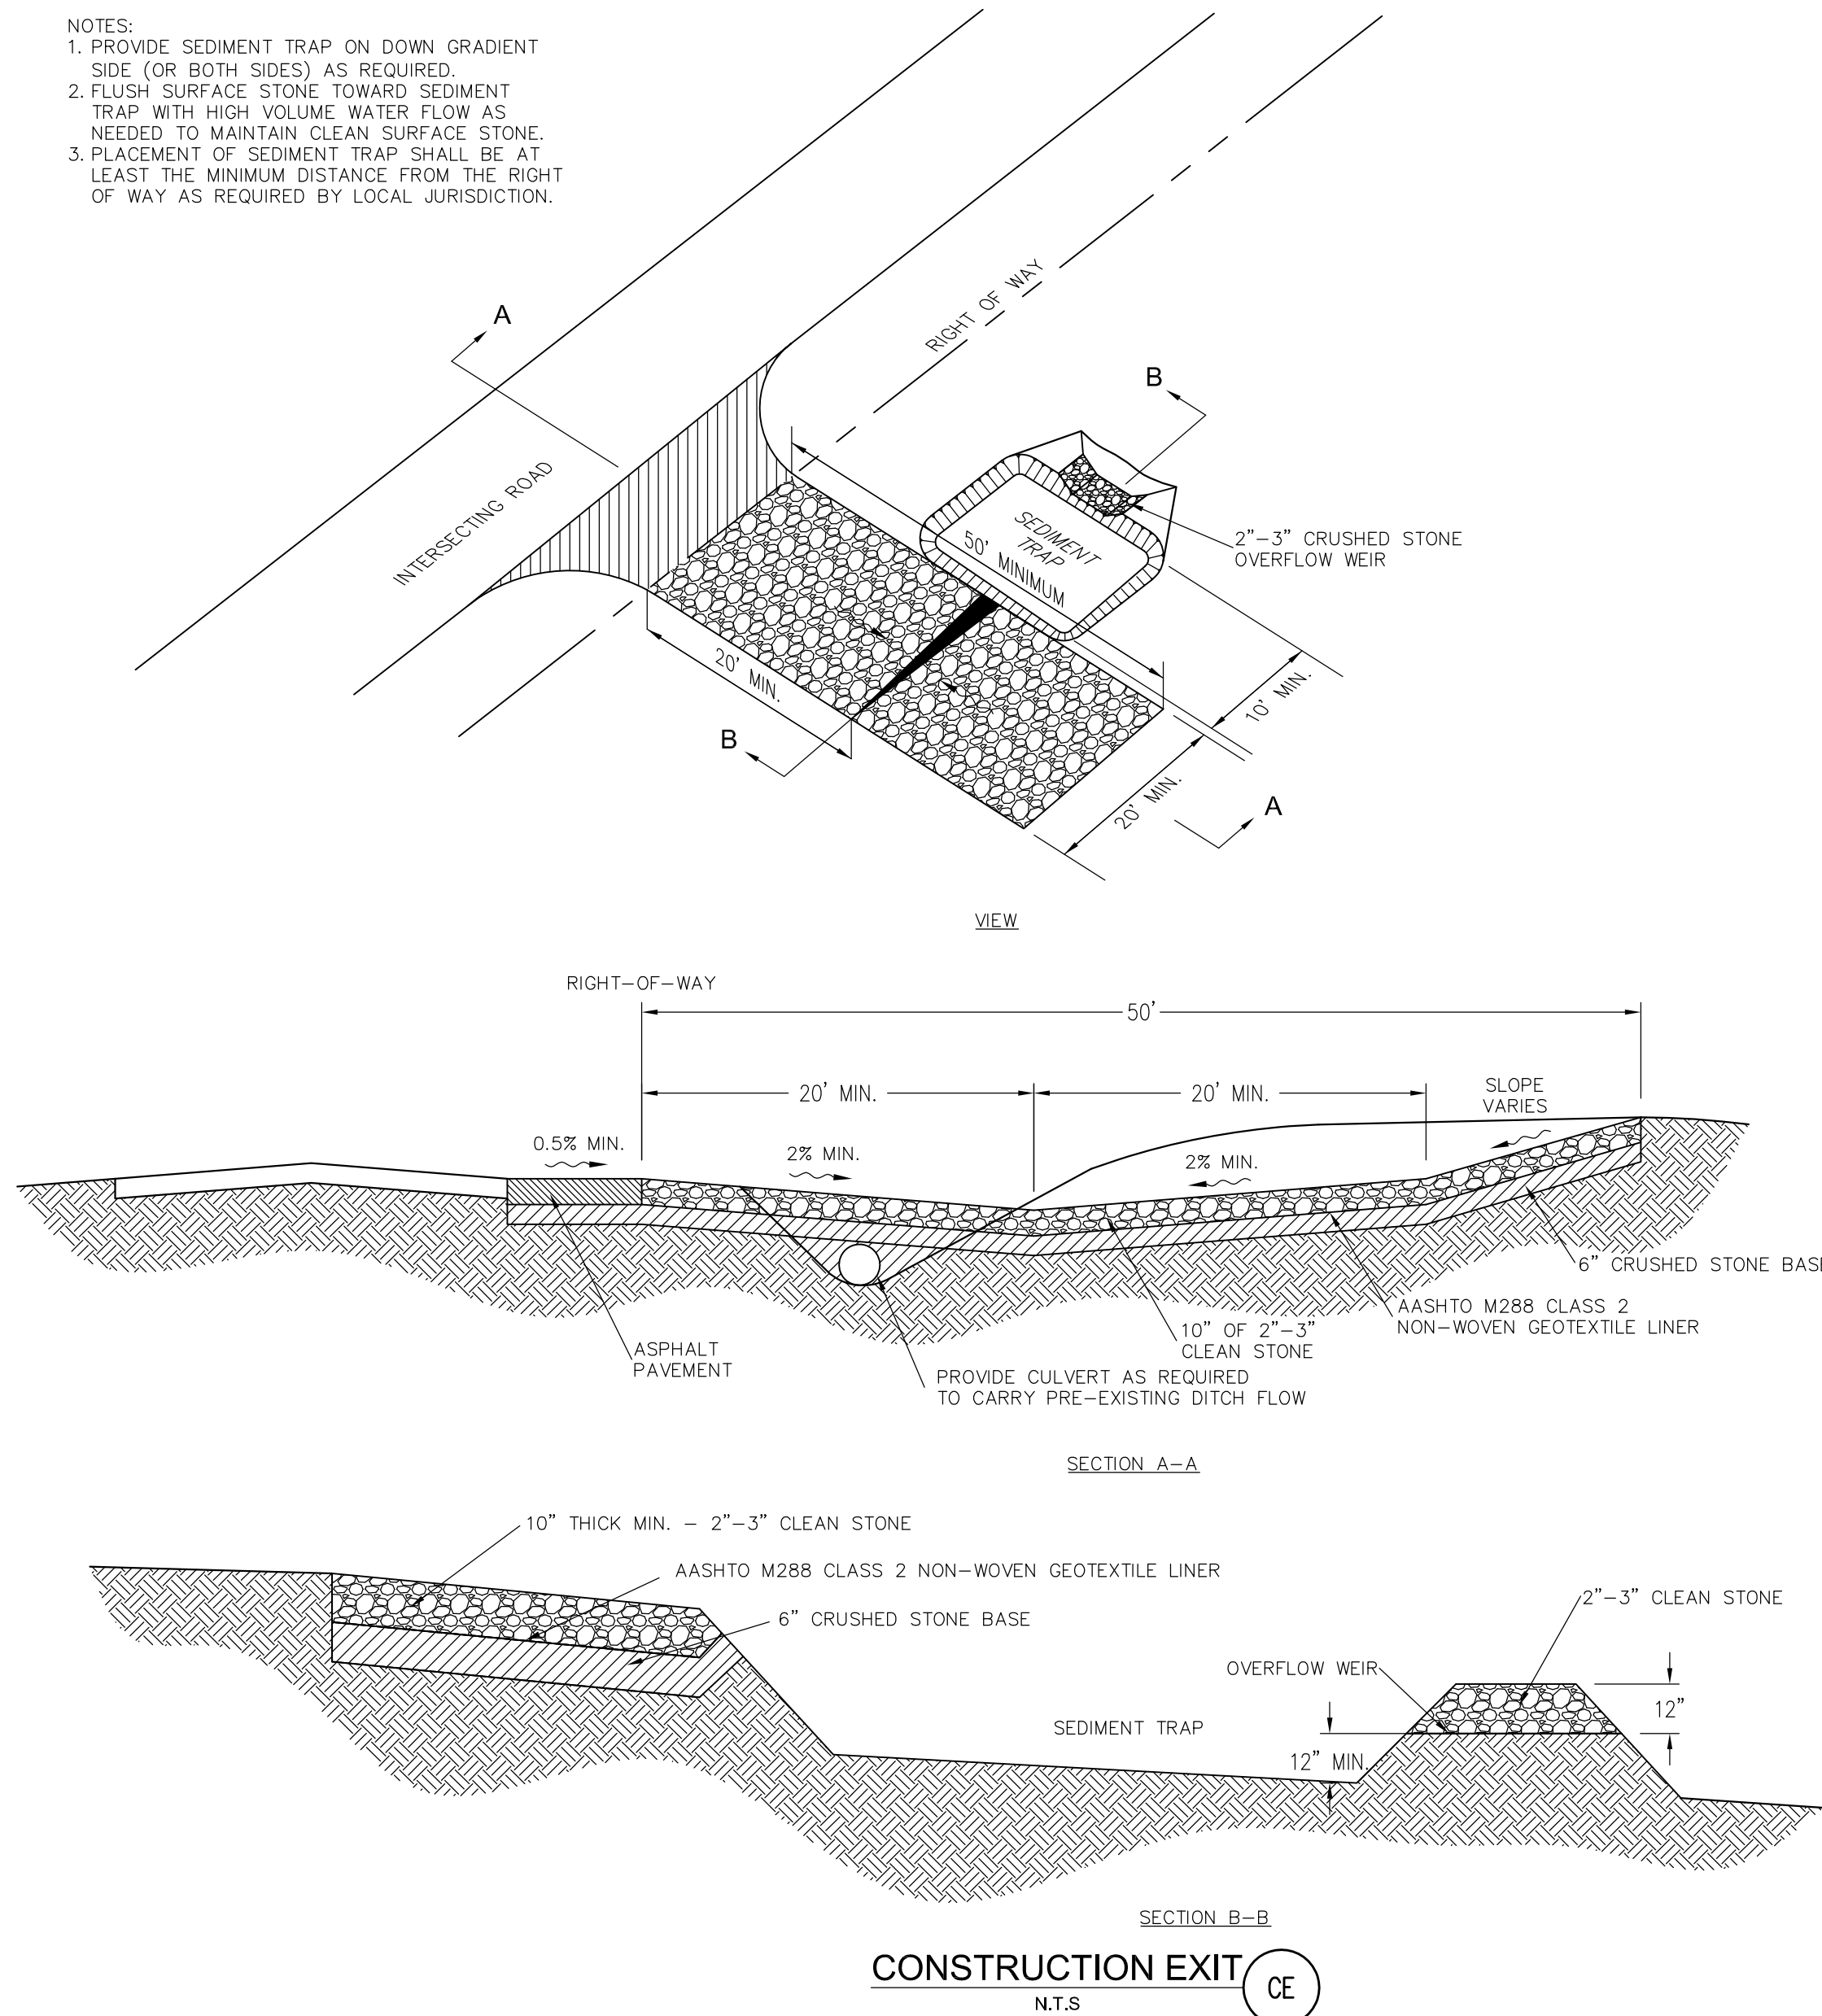 NOTES:
1. PROVIDE SEDIMENT TRAP ON DOWN GRADIENT
SIDE (OR BOTH SIDES) AS REQUIRED.
2. FLUSH SURFACE STONE TOWARD SEDIMENT
TRAP WITH HIGH VOLUME WATER FLOW AS
NEEDED TO MAINTAIN CLEAN SURFACE STONE.
3. PLACEMENT OF SEDIMENT TRAP SHALL BE AT
LEAST THE MINIMUM DISTANCE FROM THE RIGHT
OF WAY AS REQUIRED BY LOCAL JURISDICTION.
A
RIGHT OF WAY
B
INTERSECTING ROAD
SEDIMENT
TRAP
50' MINIMUM
2"-3" CRUSHED STONE
OVERFLOW WEIR
20' MIN.
10' MIN.
B
20' MIN.
A
VIEW
RIGHT-OF-WAY
50'
20' MIN.
20' MIN.
SLOPE
VARIES
0.5% MIN.
2% MIN.
2% MIN.
6" CRUSHED STONE BASE
AASHTO M288 CLASS 2
NON-WOVEN GEOTEXTILE LINER
10" OF 2"-3"
CLEAN STONE
ASPHALT
PAVEMENT
PROVIDE CULVERT AS REQUIRED
TO CARRY PRE-EXISTING DITCH FLOW
SECTION A-A
10" THICK MIN. - 2"-3" CLEAN STONE
AASHTO M288 CLASS 2 NON-WOVEN GEOTEXTILE LINER
6" CRUSHED STONE BASE
2"-3" CLEAN STONE
OVERFLOW WEIR
12"
SEDIMENT TRAP
12" MIN.
SECTION B-B
CONSTRUCTION EXIT
CE
N.T.S